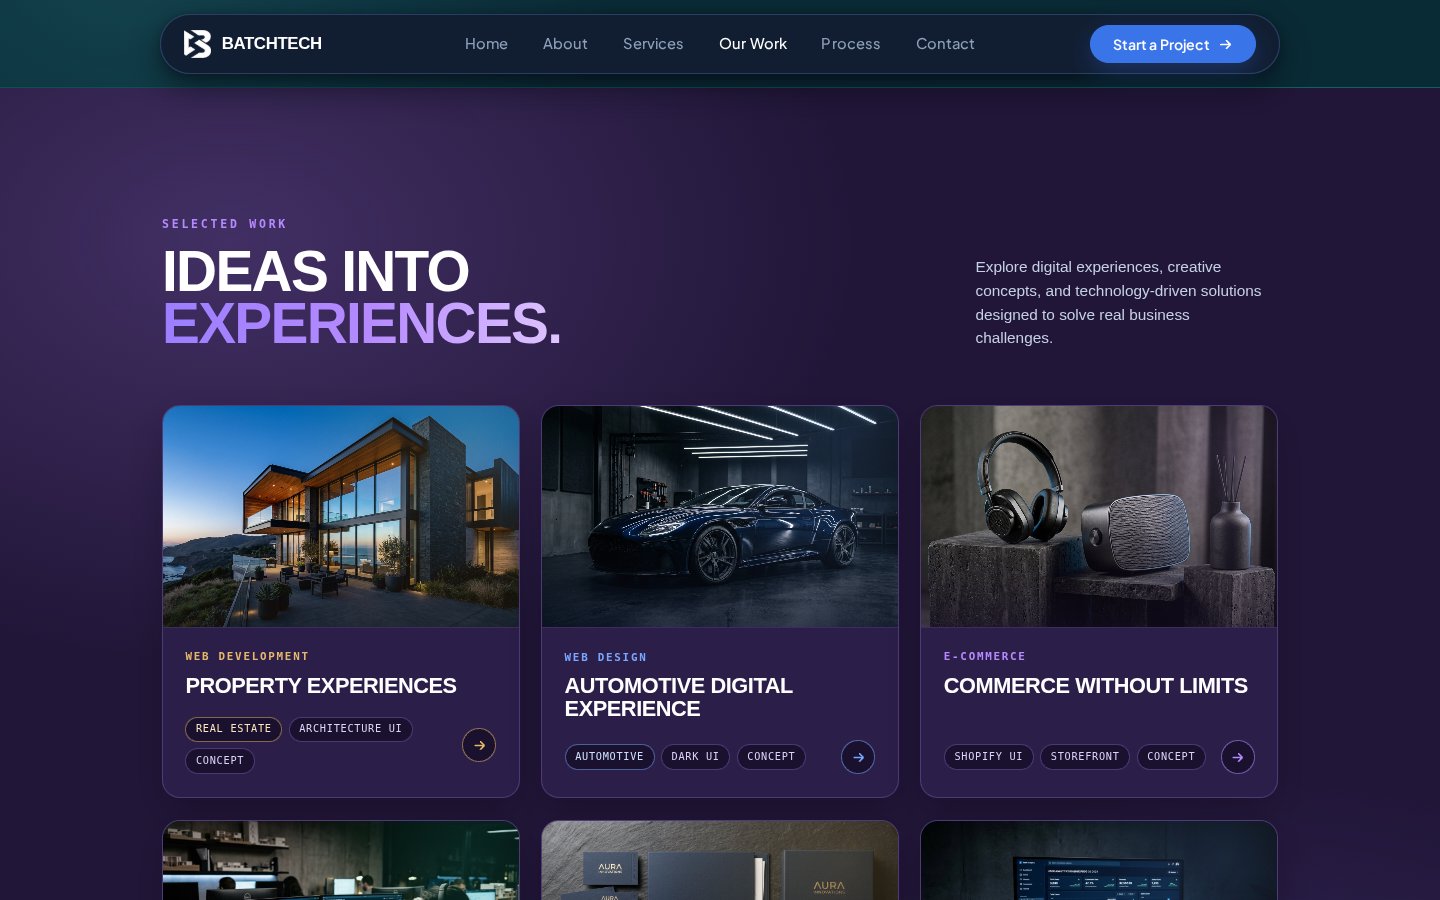 BATCHTECH
Home
About
Services
Our Work
Process
Contact
Start a Project
SELECTED WORK
IDEAS INTO
EXPERIENCES.
Explore digital experiences, creative
concepts, and technology-driven solutions
designed to solve real business
challenges.
WEB DEVELOPMENT
PROPERTY EXPERIENCES
REAL ESTATE
ARCHITECTURE UI
CONCEPT
WEB DESIGN
AUTOMOTIVE DIGITAL
EXPERIENCE
AUTOMOTIVE
DARK UI
CONCEPT
E-COMMERCE
COMMERCE WITHOUT LIMITS
SHOPIFY UI
STOREFRONT
CONCEPT
AURA
INNOVATIONS
AURA
AURA
INNOVATIONS